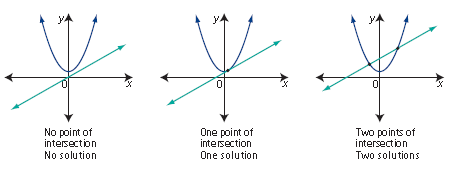 y
x
0
No point of
intersection
No solution
y
x
0
One point of
intersection
One solution
y
x
0
Two points of
intersection
Two solutions